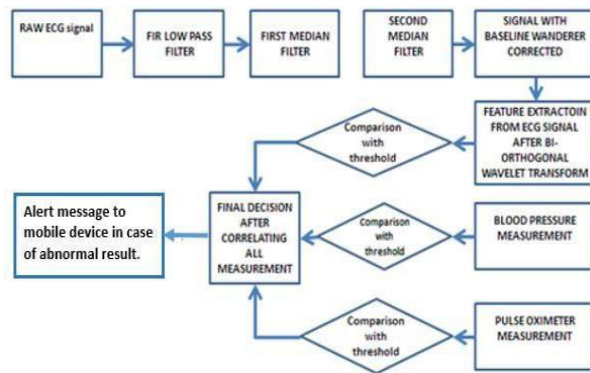 RAW ECG signal
FIR LOW PASS
FILTER
FIRST MEDIAN
FILTER
SECOND
MEDIAN
FILTER
SIGNAL WITH
BASELINE WANDERER
CORRECTED
Comparison
with
threshold
FEATURE EXTRACTOIN
FROM ECG SIGNAL
AFTER BI-
ORTHOGONAL
WAVELET TRANSFORM
Alert message to
mobile device in case
of abnormal result.
FINAL DECISION
AFTER
CORRELATING
ALL
MEASUREMENT
Comparison
with
threshold
BLOOD PRESSURE
MEASUREMENT
Comparison
with
threshold
PULSE OXIMETER
MEASUREMENT